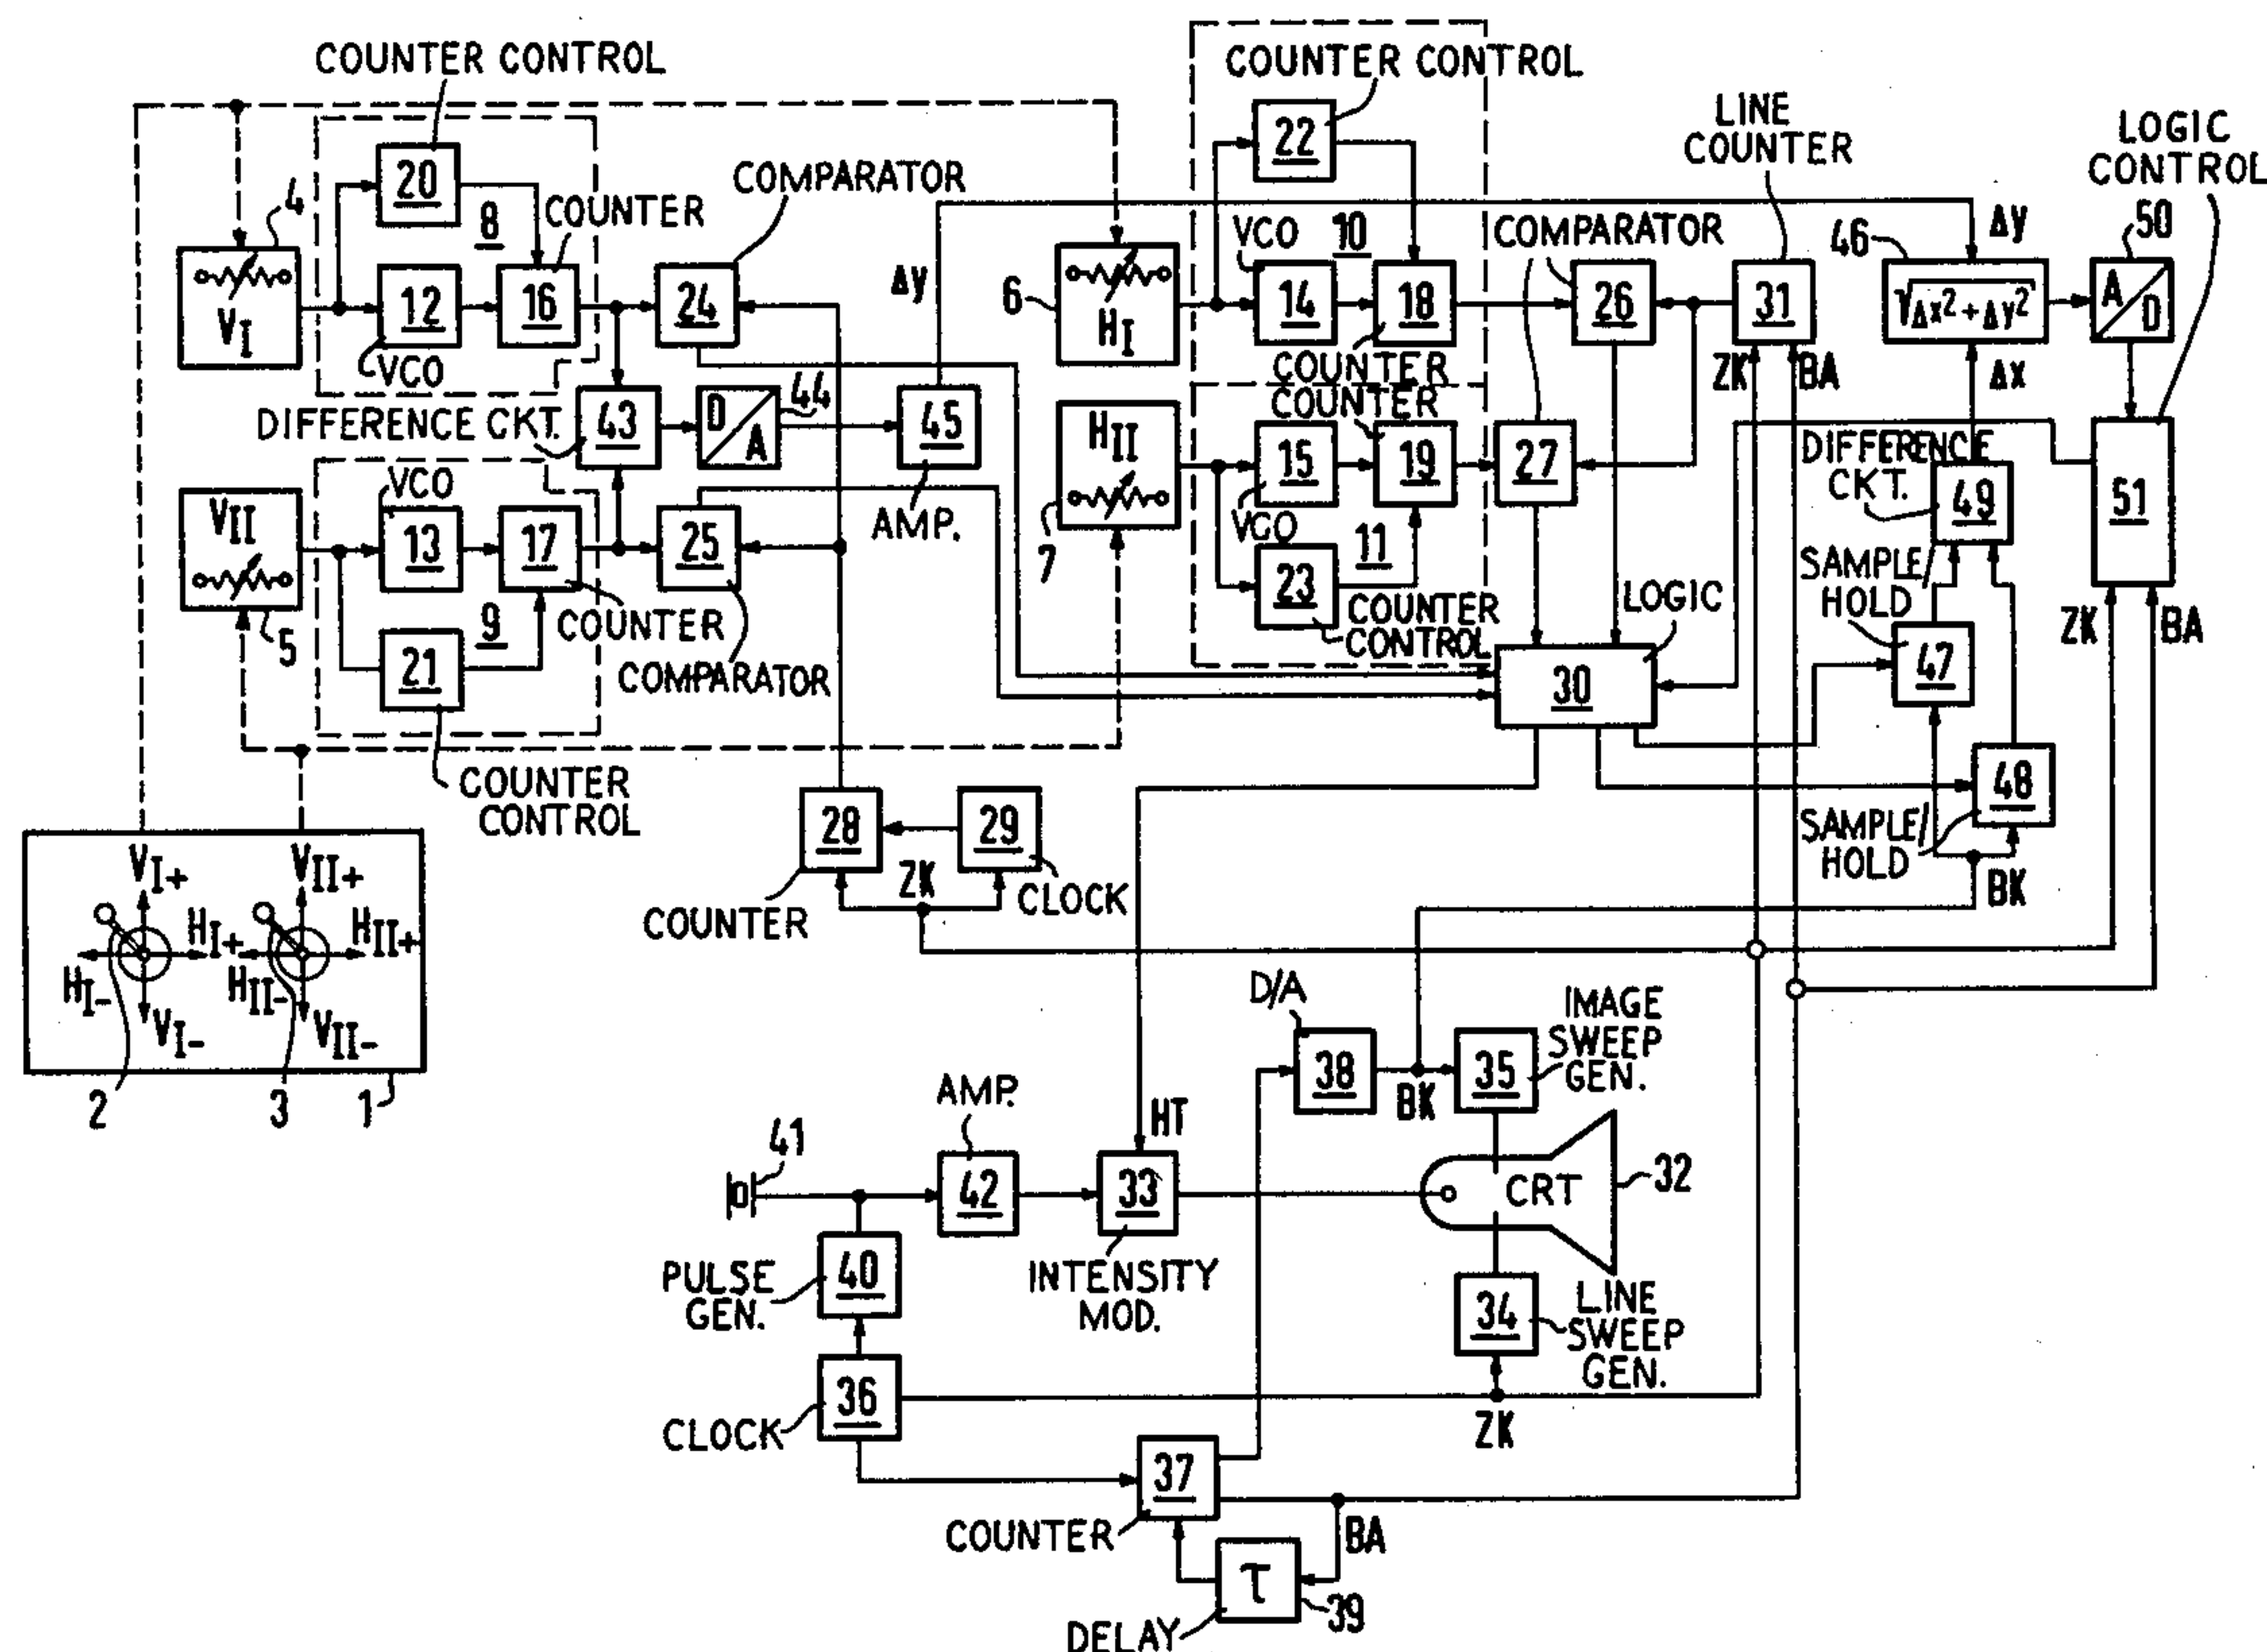 COUNTER CONTROL
COUNTER CONTROL
LINE
COUNTER
LOGIC
CONTROL
COMPARATOR
20
8
COUNTER
4
V_I
12
VCO
16
24
Δy
22
VCO
10
COMPARATOR
6
H_I
14
18
26
31
46
√Δx²+Δy²
Δy
50
A/D
COUNTER
COUNTER
ZK
BA
Δx
DIFFERENCE CKT.
43
D/A
44
45
AMP.
H_II
7
15
VCO
19
27
11
23
COUNTER
CONTROL
DIFFERENCE
CKT.
49
51
V_II
5
VCO
13
17
25
9
COUNTER
21
COMPARATOR
COUNTER
CONTROL
LOGIC
30
SAMPLE/
HOLD
47
ZK
BA
48
SAMPLE/
HOLD
BK
28
29
ZK
COUNTER
CLOCK
V_I+
V_II+
H_I+
H_II+
H_I-
H_II-
V_I-
V_II-
2
3
1
D/A
38
BK
35
IMAGE
SWEEP
GEN.
AMP.
HT
41
42
33
CRT
32
PULSE
GEN.
40
INTENSITY
MOD.
34
LINE
SWEEP
GEN.
CLOCK
36
ZK
37
COUNTER
BA
τ
39
DELAY